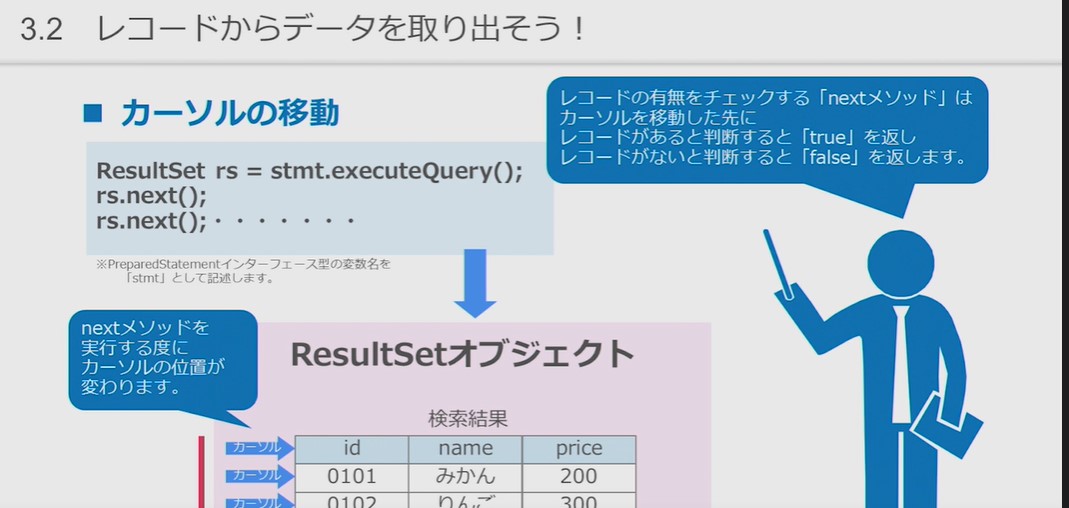 3.2 レコードからデータを取り出そう！
■ カーソルの移動
レコードの有無をチェックする「nextメソッド」は
カーソルを移動した先に
レコードがあると判断すると「true」を返し
レコードがないと判断すると「false」を返します。
ResultSet rs = stmt.executeQuery();
rs.next();
rs.next();・・・・・・・
※PreparedStatementインターフェース型の変数名を
「stmt」として記述します。
nextメソッドを
実行する度に
カーソルの位置が
変わります。
ResultSetオブジェクト
検索結果
カーソル id name price
カーソル 0101 みかん 200
カーソル 0102 りんご 300